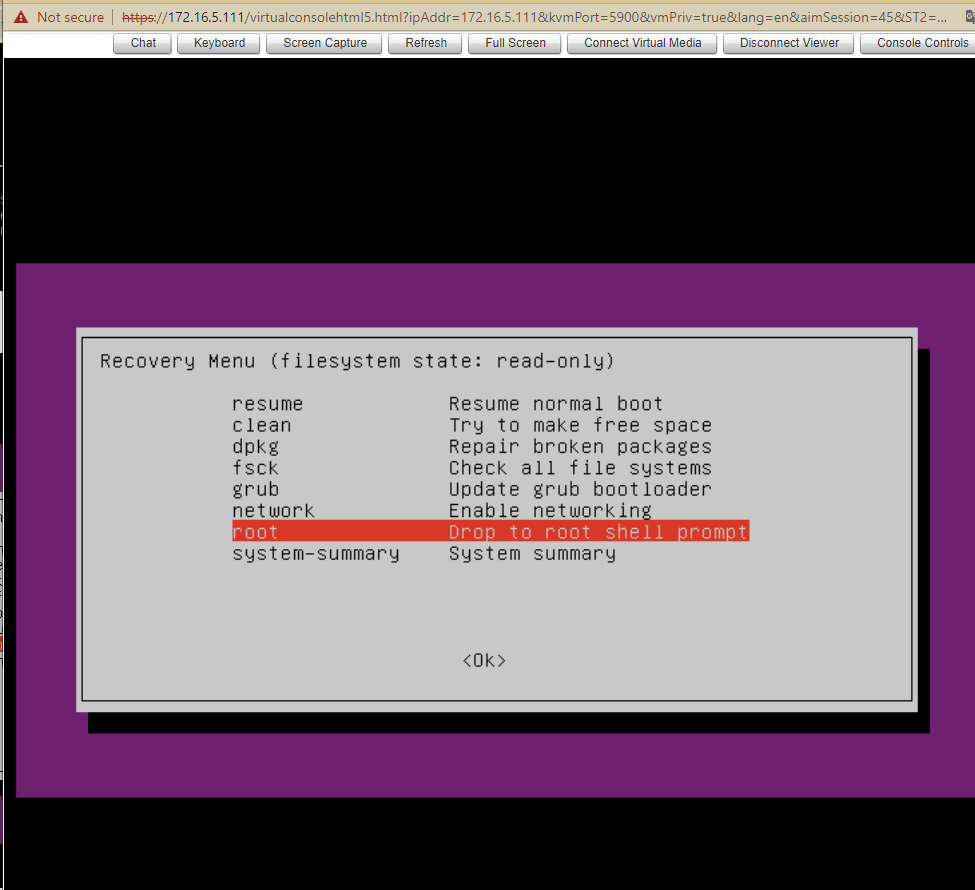 Not secure https://172.16.5.111/virtualconsolehtml5.html?ipAddr=172.16.5.111&kvmPort=5900&vmPriv=true&lang=en&aimSession=45&ST2=...
Chat Keyboard Screen Capture Refresh Full Screen Connect Virtual Media Disconnect Viewer Console Controls
Recovery Menu (filesystem state: read-only)
resume Resume normal boot
clean Try to make free space
dpkg Repair broken packages
fsck Check all file systems
grub Update grub bootloader
network Enable networking
root Drop to root shell prompt
system-summary System summary
<Ok>